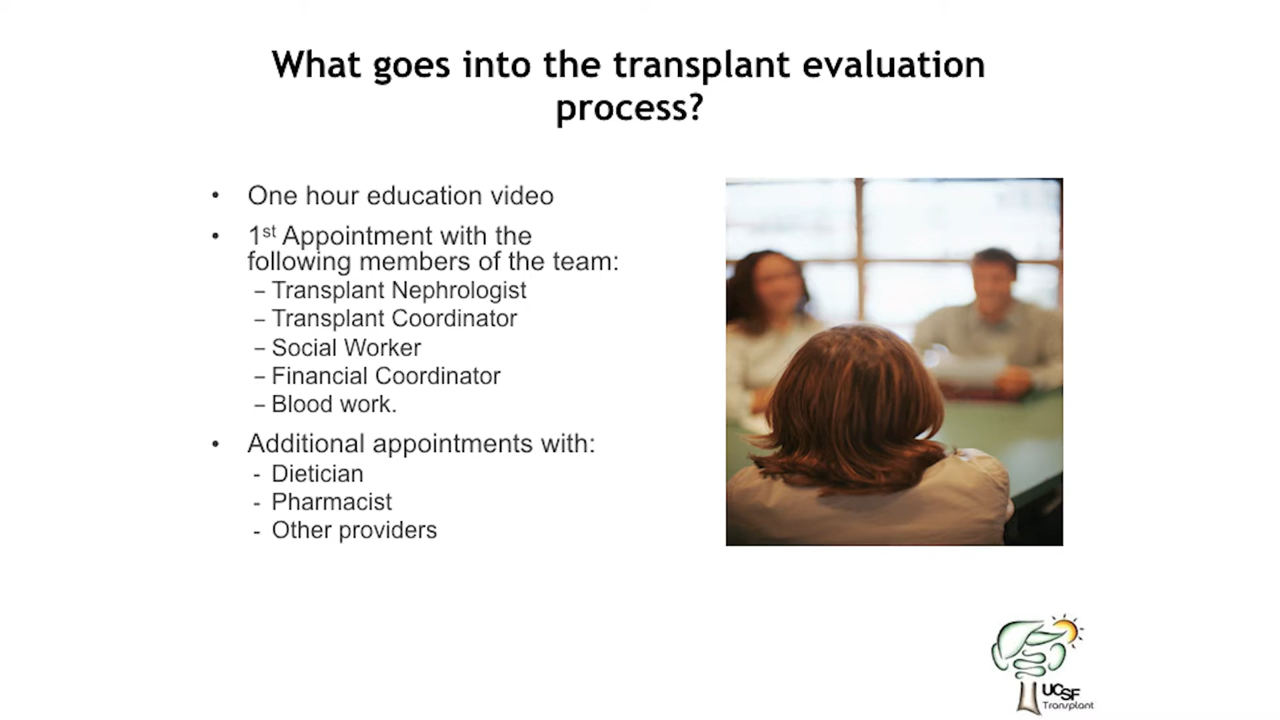 What goes into the transplant evaluation
process?
• One hour education video
• 1st Appointment with the
following members of the team:
– Transplant Nephrologist
– Transplant Coordinator
– Social Worker
– Financial Coordinator
– Blood work.
• Additional appointments with:
- Dietician
- Pharmacist
- Other providers
UCSF
Transplant